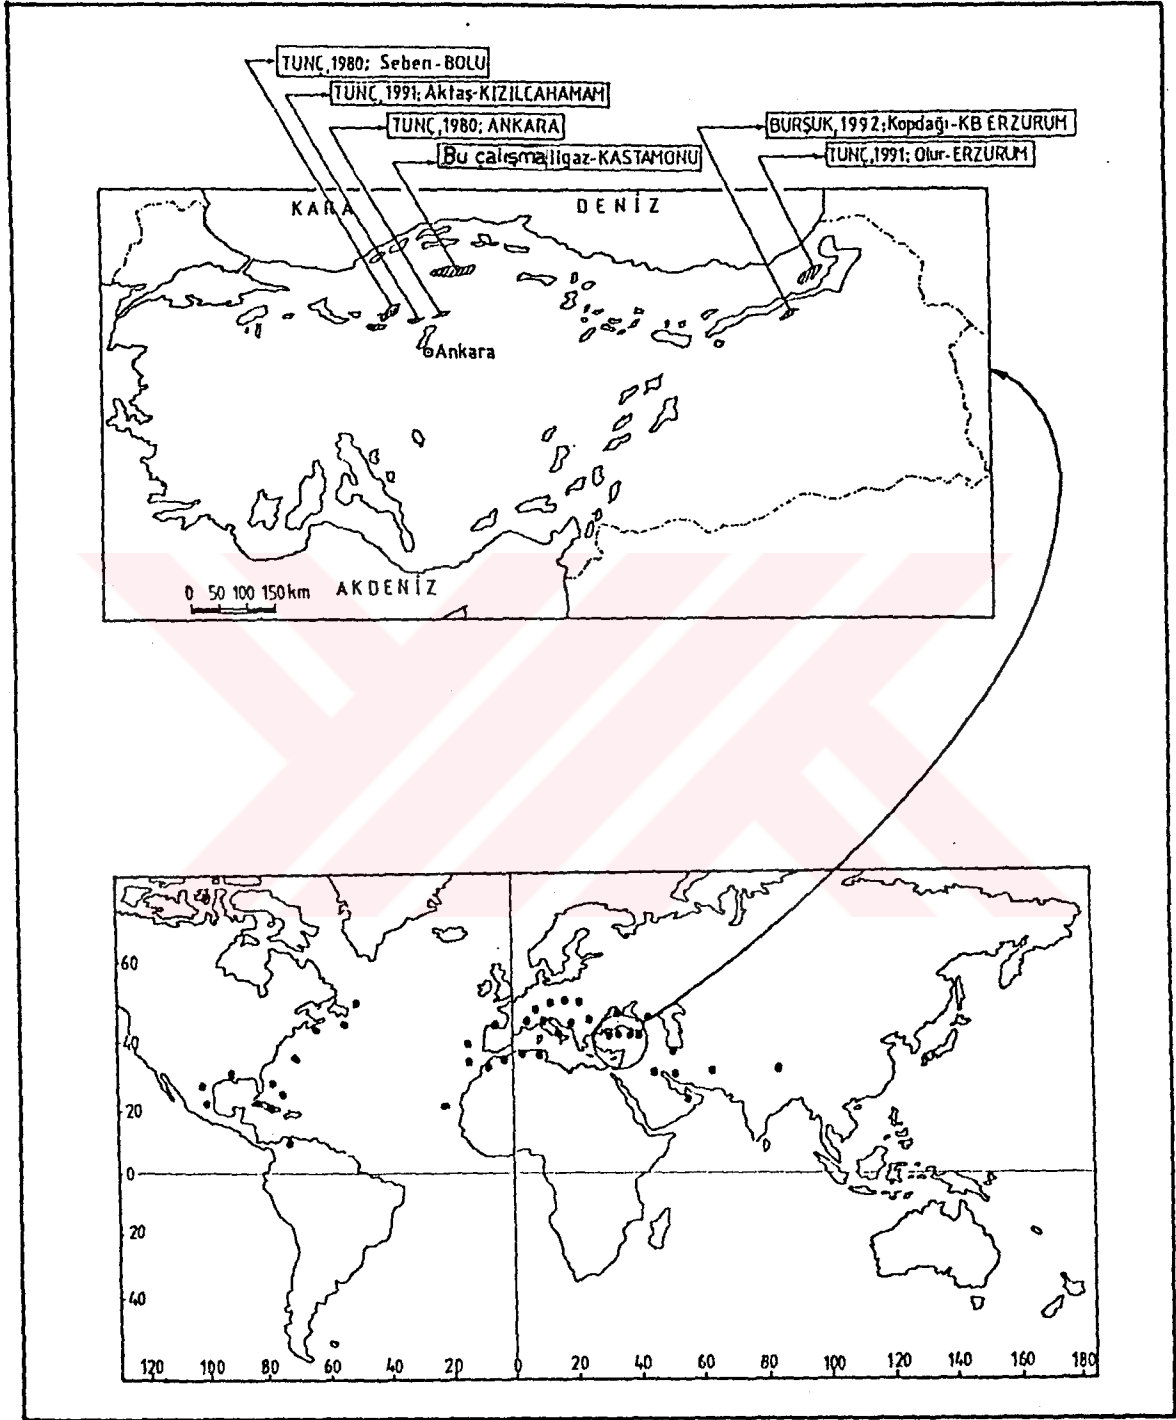 TUNÇ,1980; Seben-BOLU
TUNÇ,1991; Aktaş-KIZILCAHAMAM
TUNÇ,1980; ANKARA
BURŞUK,1992;Kopdağı-KB ERZURUM
Bu çalışma,Ilgaz-KASTAMONU
TUNÇ,1991; Olur-ERZURUM
KARA DENİZ
Ankara
0 50 100 150km
AKDENİZ
60
40
20
0
20
40
120 100 80 60 40 20 0 20 40 60 80 100 120 140 160 180